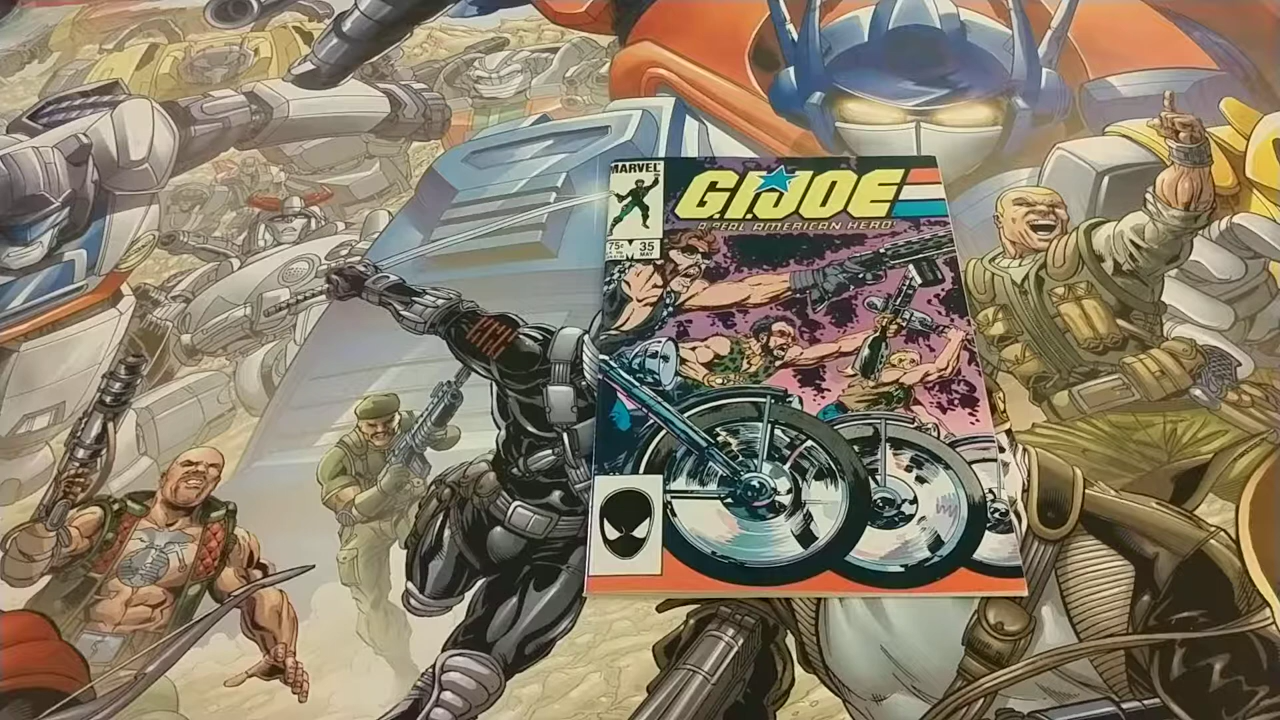 MARVEL
G.I.JOE
A REAL AMERICAN HERO
75¢ 35
MAY